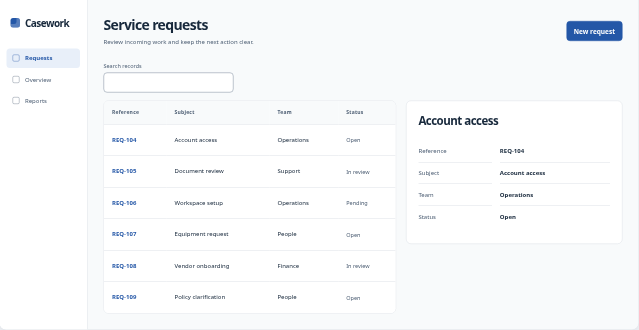 Casework
Requests
Overview
Reports
Service requests
Review incoming work and keep the next action clear.
New request
Search records
Reference Subject Team Status
REQ-104 Account access Operations Open
REQ-105 Document review Support In review
REQ-106 Workspace setup Operations Pending
REQ-107 Equipment request People Open
REQ-108 Vendor onboarding Finance In review
REQ-109 Policy clarification People Open
Account access
Reference REQ-104
Subject Account access
Team Operations
Status Open